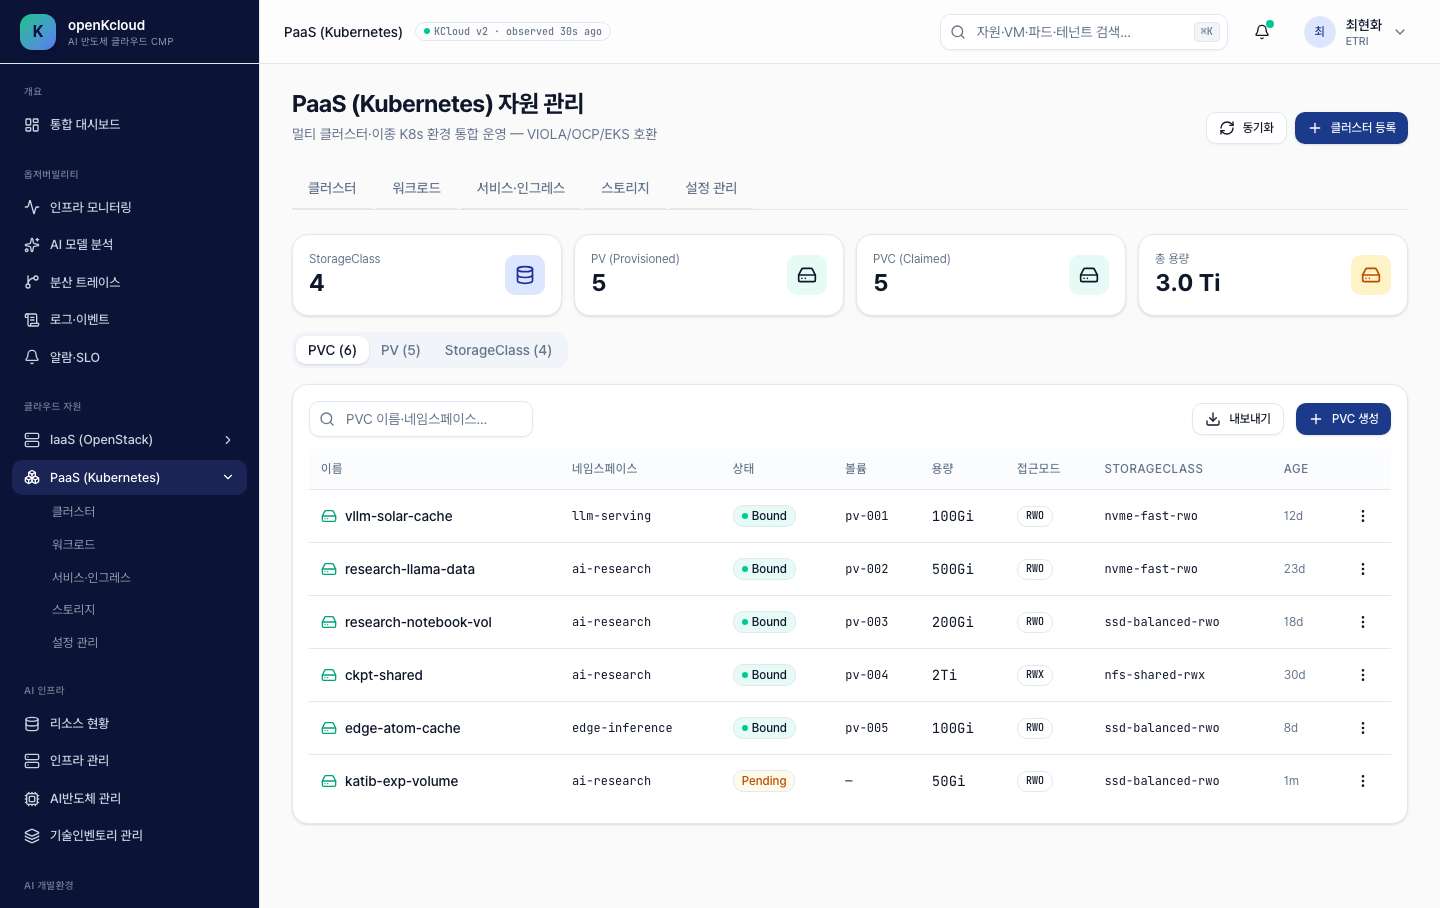 K
openKcloud
AI 반도체 클라우드 CMP
개요
통합 대시보드
옵저버빌리티
인프라 모니터링
AI 모델 분석
분산 트레이스
로그·이벤트
알람·SLO
클라우드 자원
IaaS (OpenStack)
PaaS (Kubernetes)
클러스터
워크로드
서비스·인그레스
스토리지
설정 관리
AI 인프라
리소스 현황
인프라 관리
AI반도체 관리
기술인벤토리 관리
AI 개발환경
PaaS (Kubernetes)
KCloud v2 · observed 30s ago
자원·VM·파드·테넌트 검색...
⌘K
최
최현화
ETRI
PaaS (Kubernetes) 자원 관리
멀티 클러스터·이종 K8s 환경 통합 운영 — VIOLA/OCP/EKS 호환
동기화
클러스터 등록
클러스터 워크로드 서비스·인그레스 스토리지 설정 관리
StorageClass
4
PV (Provisioned)
5
PVC (Claimed)
5
총 용량
3.0 Ti
PVC (6) PV (5) StorageClass (4)
PVC 이름·네임스페이스...
내보내기
PVC 생성
이름 네임스페이스 상태 볼륨 용량 접근모드 STORAGECLASS AGE
vllm-solar-cache llm-serving Bound pv-001 100Gi RWO nvme-fast-rwo 12d
research-llama-data ai-research Bound pv-002 500Gi RWO nvme-fast-rwo 23d
research-notebook-vol ai-research Bound pv-003 200Gi RWO ssd-balanced-rwo 18d
ckpt-shared ai-research Bound pv-004 2Ti RWX nfs-shared-rwx 30d
edge-atom-cache edge-inference Bound pv-005 100Gi RWO ssd-balanced-rwo 8d
katib-exp-volume ai-research Pending — 50Gi RWO ssd-balanced-rwo 1m